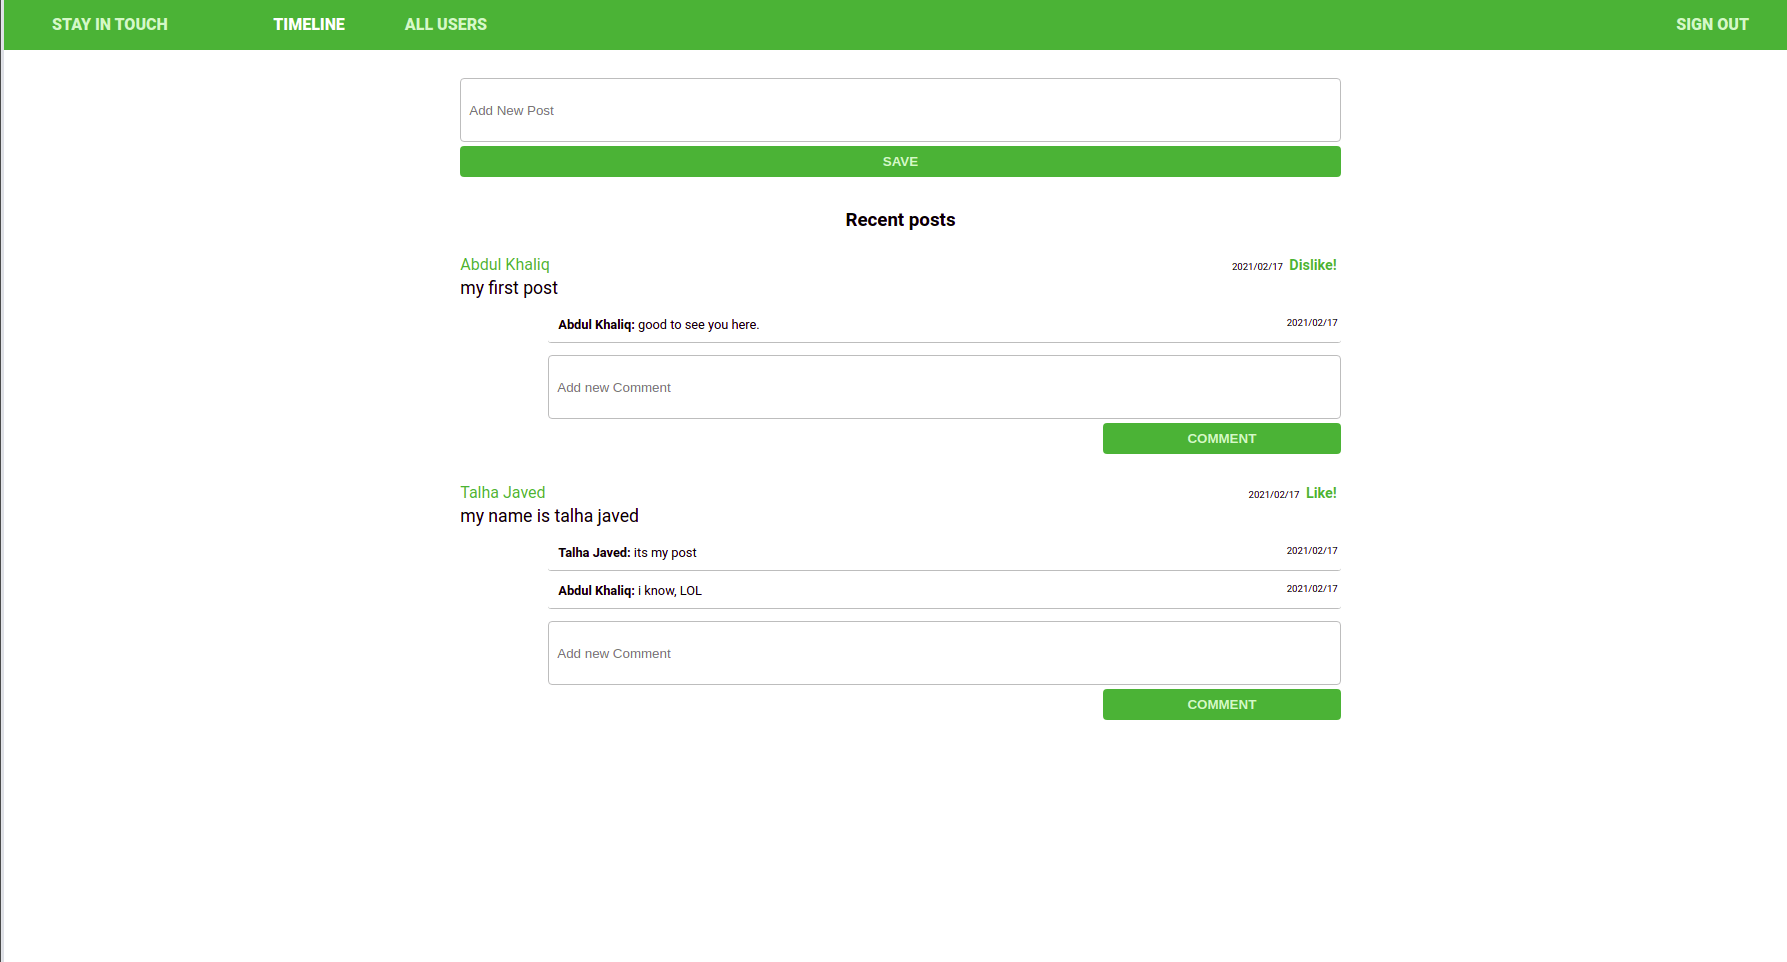 STAY IN TOUCH TIMELINE ALL USERS SIGN OUT
Add New Post
SAVE
Recent posts
Abdul Khaliq 2021/02/17 Dislike!
my first post
Abdul Khaliq: good to see you here. 2021/02/17
Add new Comment
COMMENT
Talha Javed 2021/02/17 Like!
my name is talha javed
Talha Javed: its my post 2021/02/17
Abdul Khaliq: i know, LOL 2021/02/17
Add new Comment
COMMENT